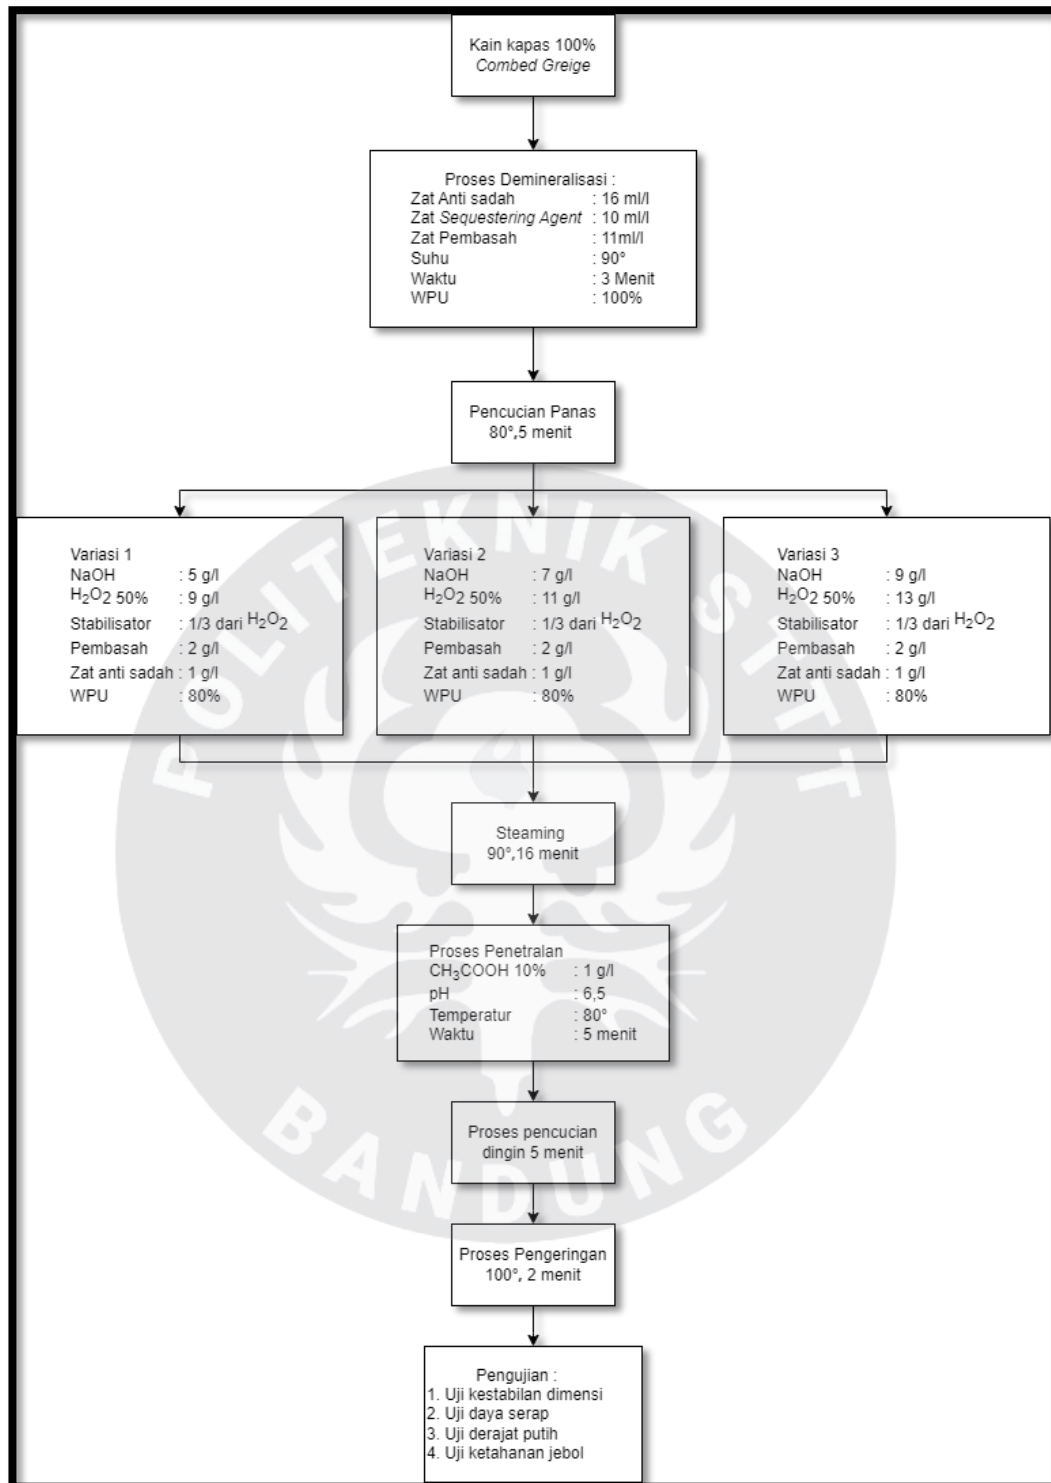 Kain kapas 100%
Combed Greige
Proses Demineralisasi :
Zat Anti sadah : 16 ml/l
Zat Sequestering Agent : 10 ml/l
Zat Pembasah : 11ml/l
Suhu : 90°
Waktu : 3 Menit
WPU : 100%
Pencucian Panas
80°,5 menit
Variasi 1
NaOH : 5 g/l
H2O2 50% : 9 g/l
Stabilisator : 1/3 dari H2O2
Pembasah : 2 g/l
Zat anti sadah : 1 g/l
WPU : 80%
Variasi 2
NaOH : 7 g/l
H2O2 50% : 11 g/l
Stabilisator : 1/3 dari H2O2
Pembasah : 2 g/l
Zat anti sadah : 1 g/l
WPU : 80%
Variasi 3
NaOH : 9 g/l
H2O2 50% : 13 g/l
Stabilisator : 1/3 dari H2O2
Pembasah : 2 g/l
Zat anti sadah : 1 g/l
WPU : 80%
Steaming
90°,16 menit
Proses Penetralan
CH3COOH 10% : 1 g/l
pH : 6,5
Temperatur : 80°
Waktu : 5 menit
Proses pencucian
dingin 5 menit
Proses Pengeringan
100°, 2 menit
Pengujian :
1. Uji kestabilan dimensi
2. Uji daya serap
3. Uji derajat putih
4. Uji ketahanan jebol
POLITEKNIK STTT
BANDUNG